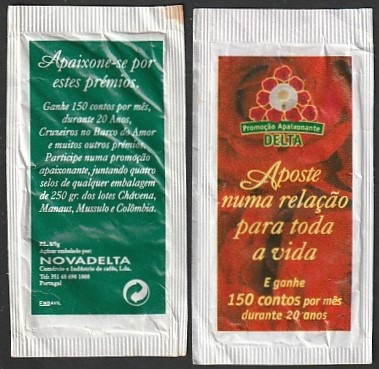 Apaixone-se por
estes prémios.
Ganhe 150 contos por mês,
durante 20 Anos,
Cruzeiros no Barco do Amor
e muitos outros prémios.
Participe numa promoção
apaixonante, juntando quatro
selos de qualquer embalagem
de 250 gr. dos lotes Chávena,
Manaus, Mussulo e Colômbia.
Açúcar embalado por:
NOVADELTA
Comércio e Indústria de cafés, Lda.
Portugal
Promoção Apaixonante
DELTA
Aposte
numa relação
para toda
a vida
E ganhe
150 contos por mês
durante 20 anos